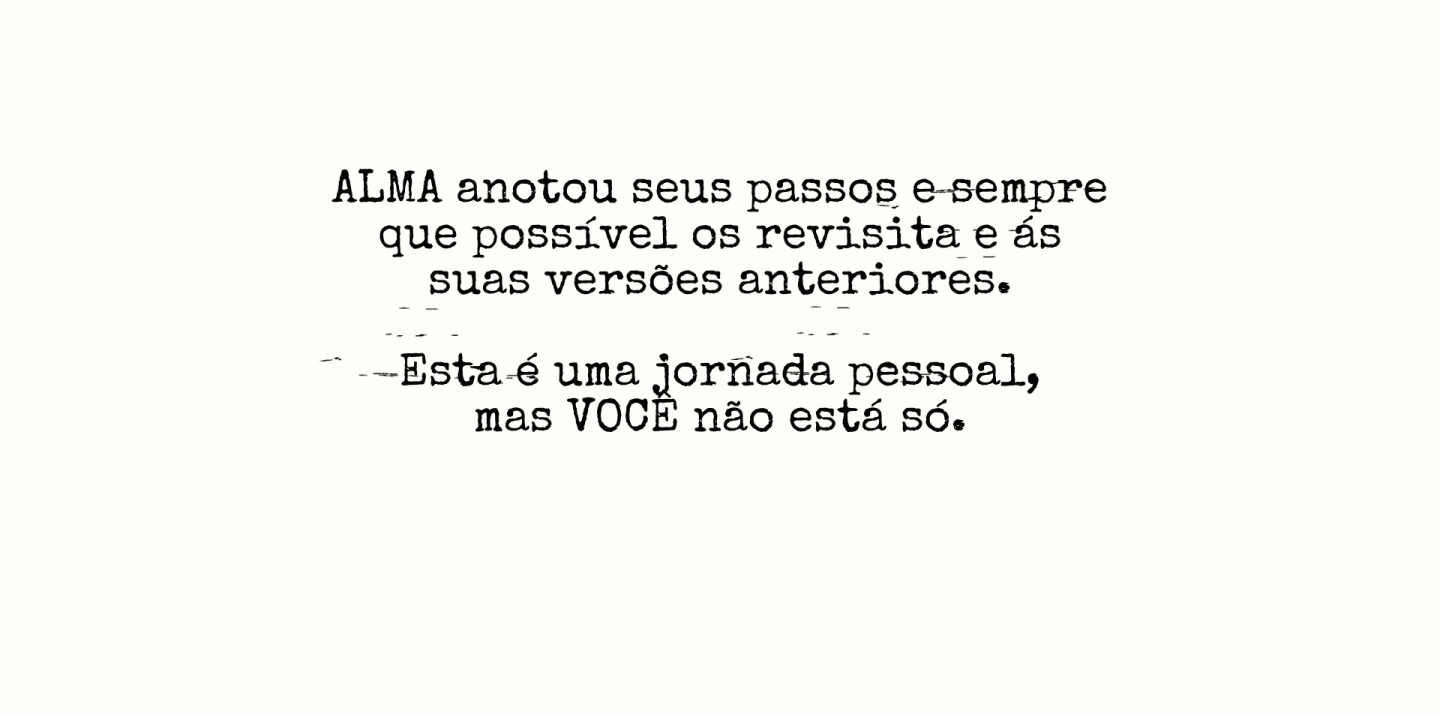 ALMA anotou seus passos e sempre
que possível os revisita e ás
suas versões anteriores.
Esta é uma jornada pessoal,
mas VOCÊ não está só.